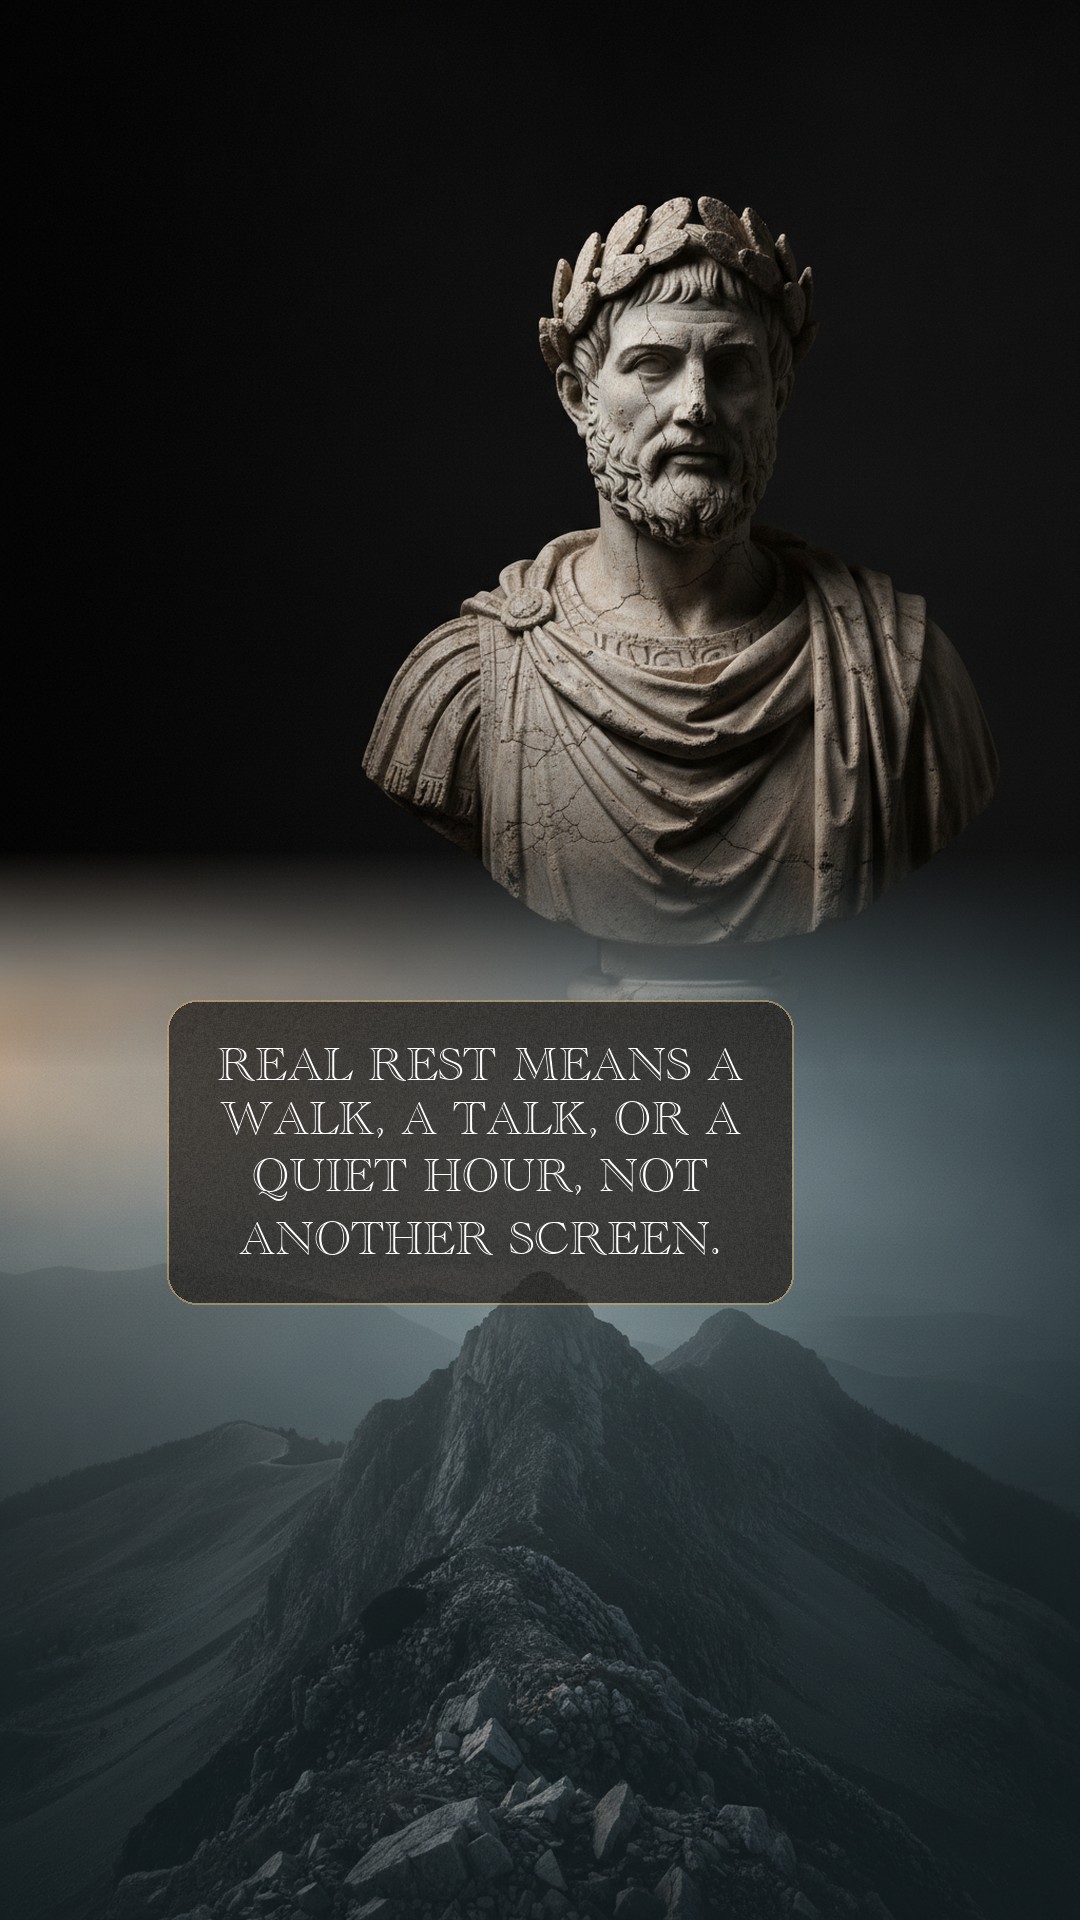 REAL REST MEANS A
WALK, A TALK, OR A
QUIET HOUR, NOT
ANOTHER SCREEN.